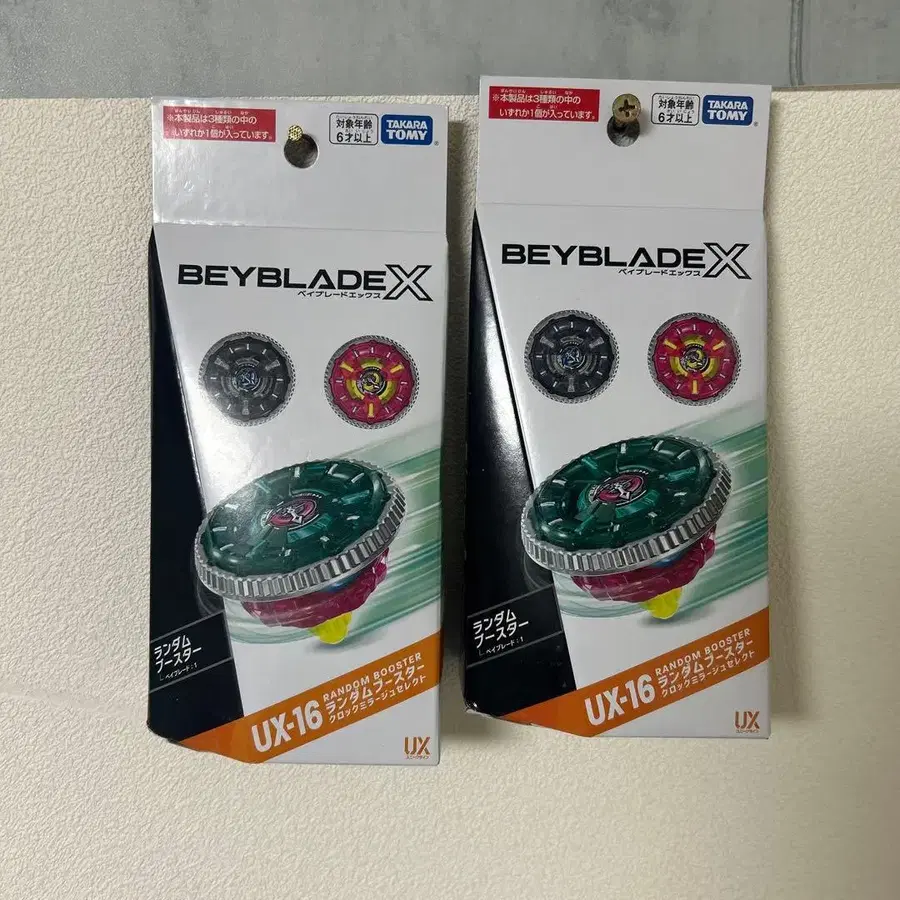 ※本製品は3種類の中の
いずれか1個が入っています。
対象年齢
6才以上
TAKARA
TOMY
BEYBLADE X
ベイブレードエックス
ランダム
ブースター
ベイブレード:1
UX-16
RANDOM BOOSTER
ランダムブースター
クロックミラージュセレクト
UX
※本製品は3種類の中の
いずれか1個が入っています。
対象年齢
6才以上
TAKARA
TOMY
BEYBLADE X
ベイブレードエックス
ランダム
ブースター
ベイブレード:1
UX-16
RANDOM BOOSTER
ランダムブースター
クロックミラージュセレクト
UX